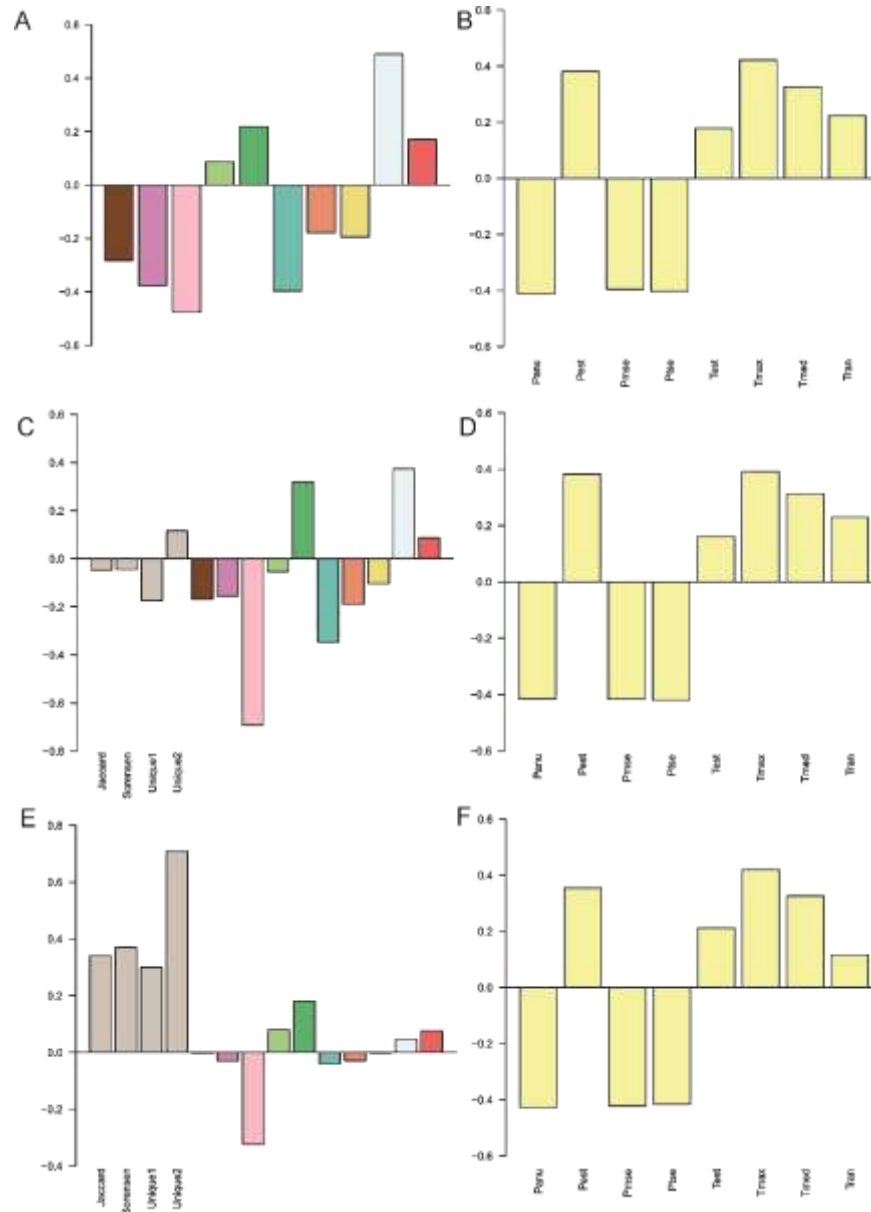 A
0.6
0.4
0.2
0.0
−0.2
−0.4
−0.6
B
0.6
0.4
0.2
0.0
−0.2
−0.4
−0.6
Panu
Pest
Pmse
Ptse
Test
Tmax
Tmed
Tran
C
0.6
0.4
0.2
0.0
−0.2
−0.4
−0.6
−0.8
Jaccard
Sorensen
Unique1
Unique2
D
0.6
0.4
0.2
0.0
−0.2
−0.4
−0.6
Panu
Pest
Pmse
Ptse
Test
Tmax
Tmed
Tran
E
0.8
0.6
0.4
0.2
0.0
−0.2
−0.4
Jaccard
Sorensen
Unique1
Unique2
F
0.6
0.4
0.2
0.0
−0.2
−0.4
−0.6
Panu
Pest
Pmse
Ptse
Test
Tmax
Tmed
Tran